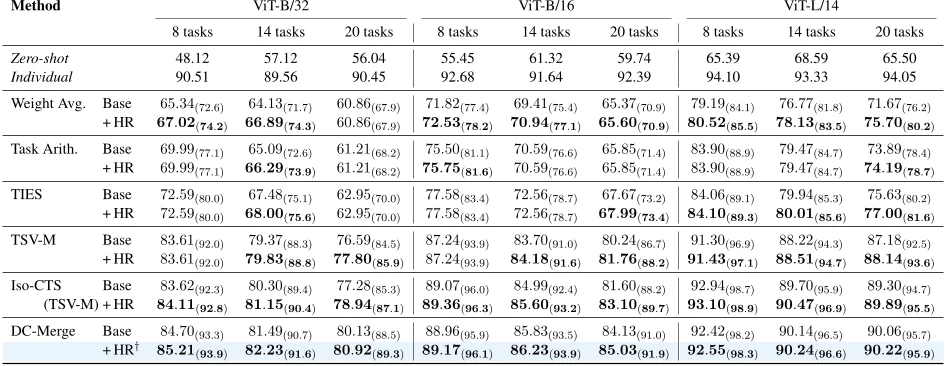 Method ViT-B/32 ViT-B/16 ViT-L/14
8 tasks 14 tasks 20 tasks 8 tasks 14 tasks 20 tasks 8 tasks 14 tasks 20 tasks
Zero-shot 48.12 57.12 56.04 55.45 61.32 59.74 65.39 68.59 65.50
Individual 90.51 89.56 90.45 92.68 91.64 92.39 94.10 93.33 94.05
Weight Avg. Base 65.34(72.6) 64.13(71.7) 60.86(67.9) 71.82(77.4) 69.41(75.4) 65.37(70.9) 79.19(84.1) 76.77(81.8) 71.67(76.2)
+ HR 67.02(74.2) 66.89(74.3) 60.86(67.9) 72.53(78.2) 70.94(77.1) 65.60(70.9) 80.52(85.5) 78.13(83.5) 75.70(80.2)
Task Arith. Base 69.99(77.1) 65.09(72.6) 61.21(68.2) 75.50(81.1) 70.59(76.6) 65.85(71.4) 83.90(88.9) 79.47(84.7) 73.89(78.4)
+ HR 69.99(77.1) 66.29(73.9) 61.21(68.2) 75.75(81.6) 70.59(76.6) 65.85(71.4) 83.90(88.9) 79.47(84.7) 74.19(78.7)
TIES Base 72.59(80.0) 67.48(75.1) 62.95(70.0) 77.58(83.4) 72.56(78.7) 67.67(73.2) 84.06(89.1) 79.94(85.3) 75.63(80.2)
+ HR 72.59(80.0) 68.00(75.6) 62.95(70.0) 77.58(83.4) 72.56(78.7) 67.99(73.4) 84.10(89.3) 80.01(85.6) 77.00(81.6)
TSV-M Base 83.61(92.0) 79.37(88.3) 76.59(84.5) 87.24(93.9) 83.70(91.0) 80.24(86.7) 91.30(96.9) 88.22(94.3) 87.18(92.5)
+ HR 83.61(92.0) 79.83(88.8) 77.80(85.9) 87.24(93.9) 84.18(91.6) 81.76(88.2) 91.43(97.1) 88.51(94.7) 88.14(93.6)
Iso-CTS Base 83.62(92.3) 80.30(89.4) 77.28(85.3) 89.07(96.0) 84.99(92.4) 81.60(88.2) 92.94(98.7) 89.70(95.9) 89.30(94.7)
(TSV-M) + HR 84.11(92.8) 81.15(90.4) 78.94(87.1) 89.36(96.3) 85.60(93.2) 83.10(89.7) 93.10(98.9) 90.47(96.9) 89.89(95.5)
DC-Merge Base 84.70(93.3) 81.49(90.7) 80.13(88.5) 88.96(95.9) 85.83(93.5) 84.13(91.0) 92.42(98.2) 90.14(96.5) 90.06(95.7)
+ HR† 85.21(93.9) 82.23(91.6) 80.92(89.3) 89.17(96.1) 86.23(93.9) 85.03(91.9) 92.55(98.3) 90.24(96.6) 90.22(95.9)